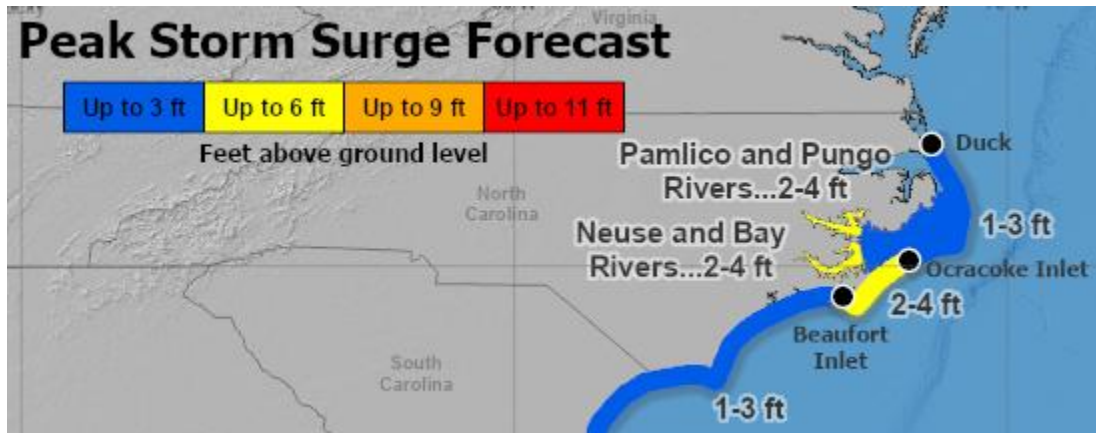 Virginia
Peak Storm Surge Forecast
Up to 3 ft Up to 6 ft Up to 9 ft Up to 11 ft
Feet above ground level
Duck
Pamlico and Pungo
Rivers...2-4 ft
North
Carolina
1-3 ft
Neuse and Bay
Rivers...2-4 ft
Ocracoke Inlet
2-4 ft
Beaufort
Inlet
South
Carolina
1-3 ft